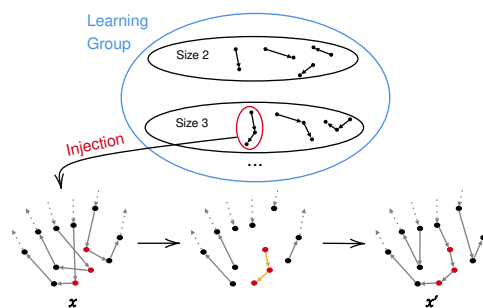 Learning
Group
Size 2
Size 3
...
Injection
x
x'